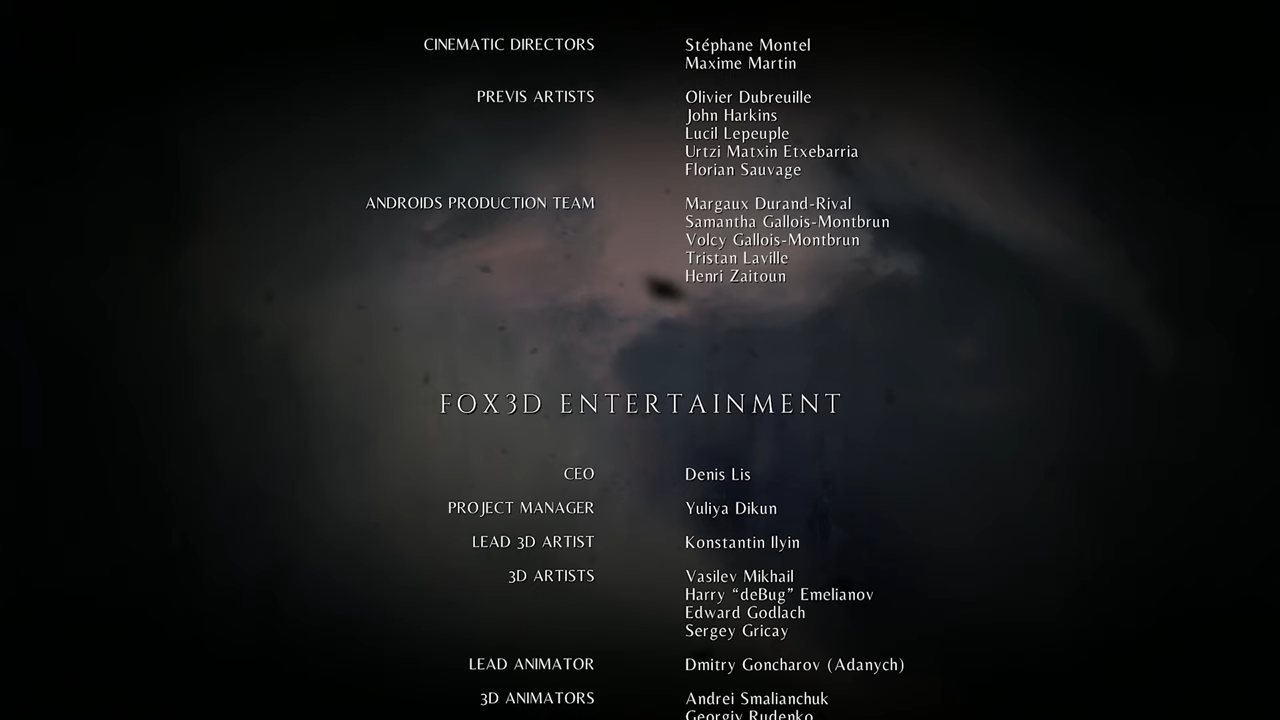 CINEMATIC DIRECTORS Stéphane Montel
Maxime Martin
PREVIS ARTISTS Olivier Dubreuille
John Harkins
Lucil Lepeuple
Urtzi Matxin Etxebarria
Florian Sauvage
ANDROIDS PRODUCTION TEAM Margaux Durand-Rival
Samantha Gallois-Montbrun
Volcy Gallois-Montbrun
Tristan Laville
Henri Zaitoun
FOX3D ENTERTAINMENT
CEO Denis Lis
PROJECT MANAGER Yuliya Dikun
LEAD 3D ARTIST Konstantin Ilyin
3D ARTISTS Vasilev Mikhail
Harry “deBug” Emelianov
Edward Godlach
Sergey Gricay
LEAD ANIMATOR Dmitry Goncharov (Adanych)
3D ANIMATORS Andrei Smalianchuk
Georgiy Rudenko